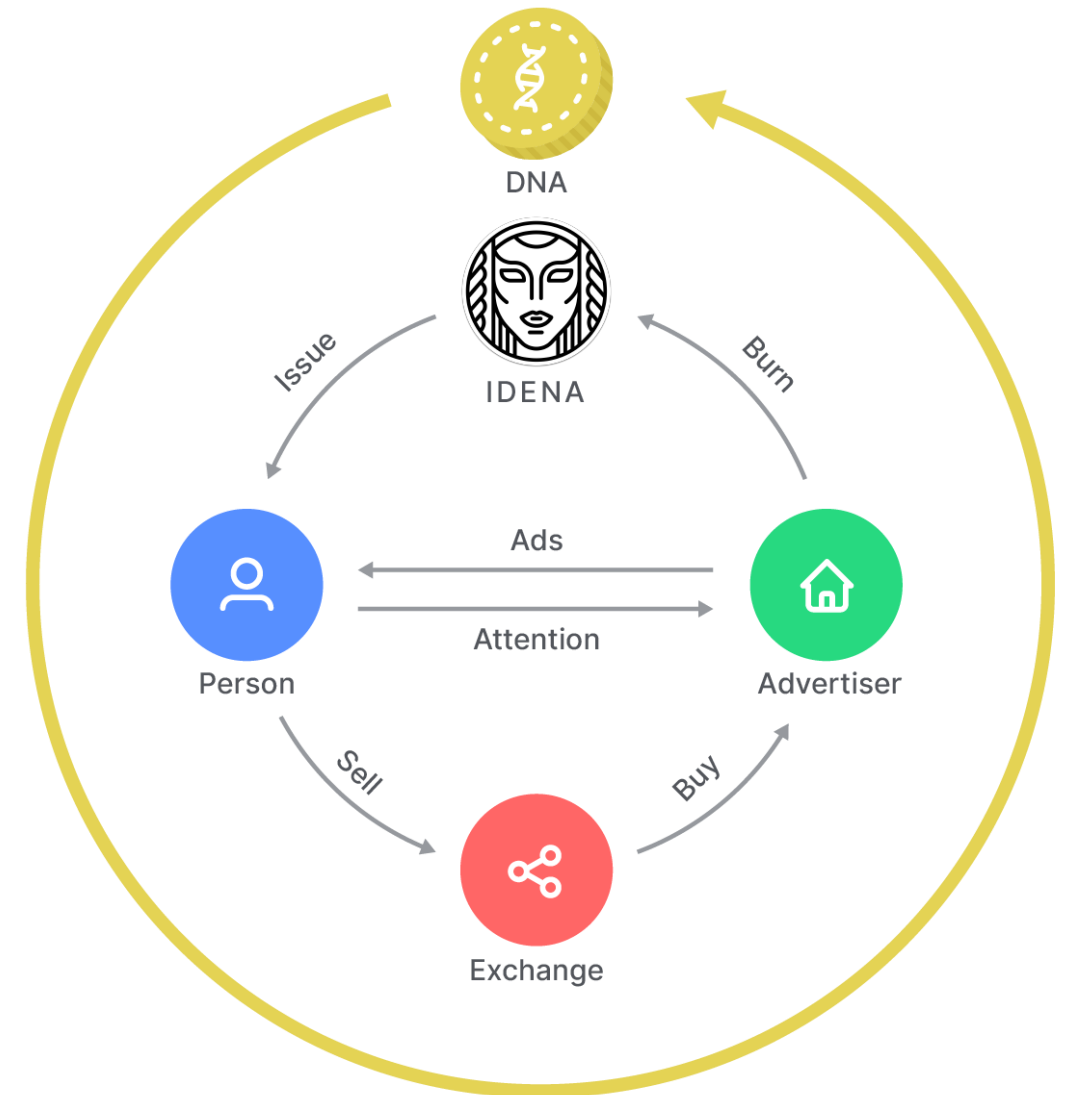 DNA
IDENA
Issue
Burn
Ads
Attention
Person
Advertiser
Sell
Buy
Exchange